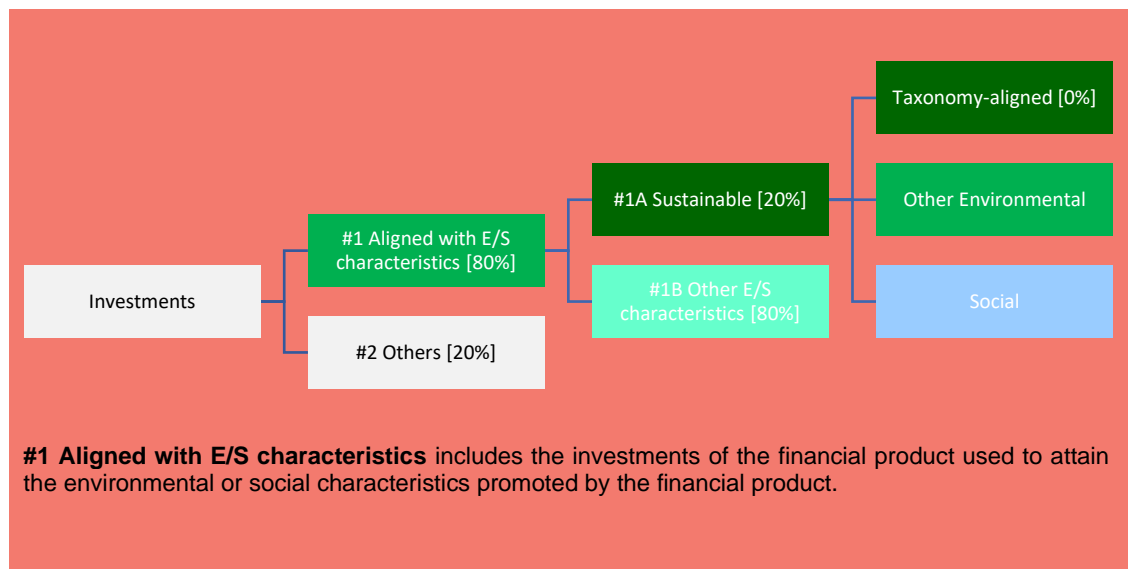 Investments
#1 Aligned with E/S
characteristics [80%]
#2 Others [20%]
#1A Sustainable [20%]
#1B Other E/S
characteristics [80%]
Taxonomy-aligned [0%]
Other Environmental
Social
#1 Aligned with E/S characteristics includes the investments of the financial product used to attain
the environmental or social characteristics promoted by the financial product.